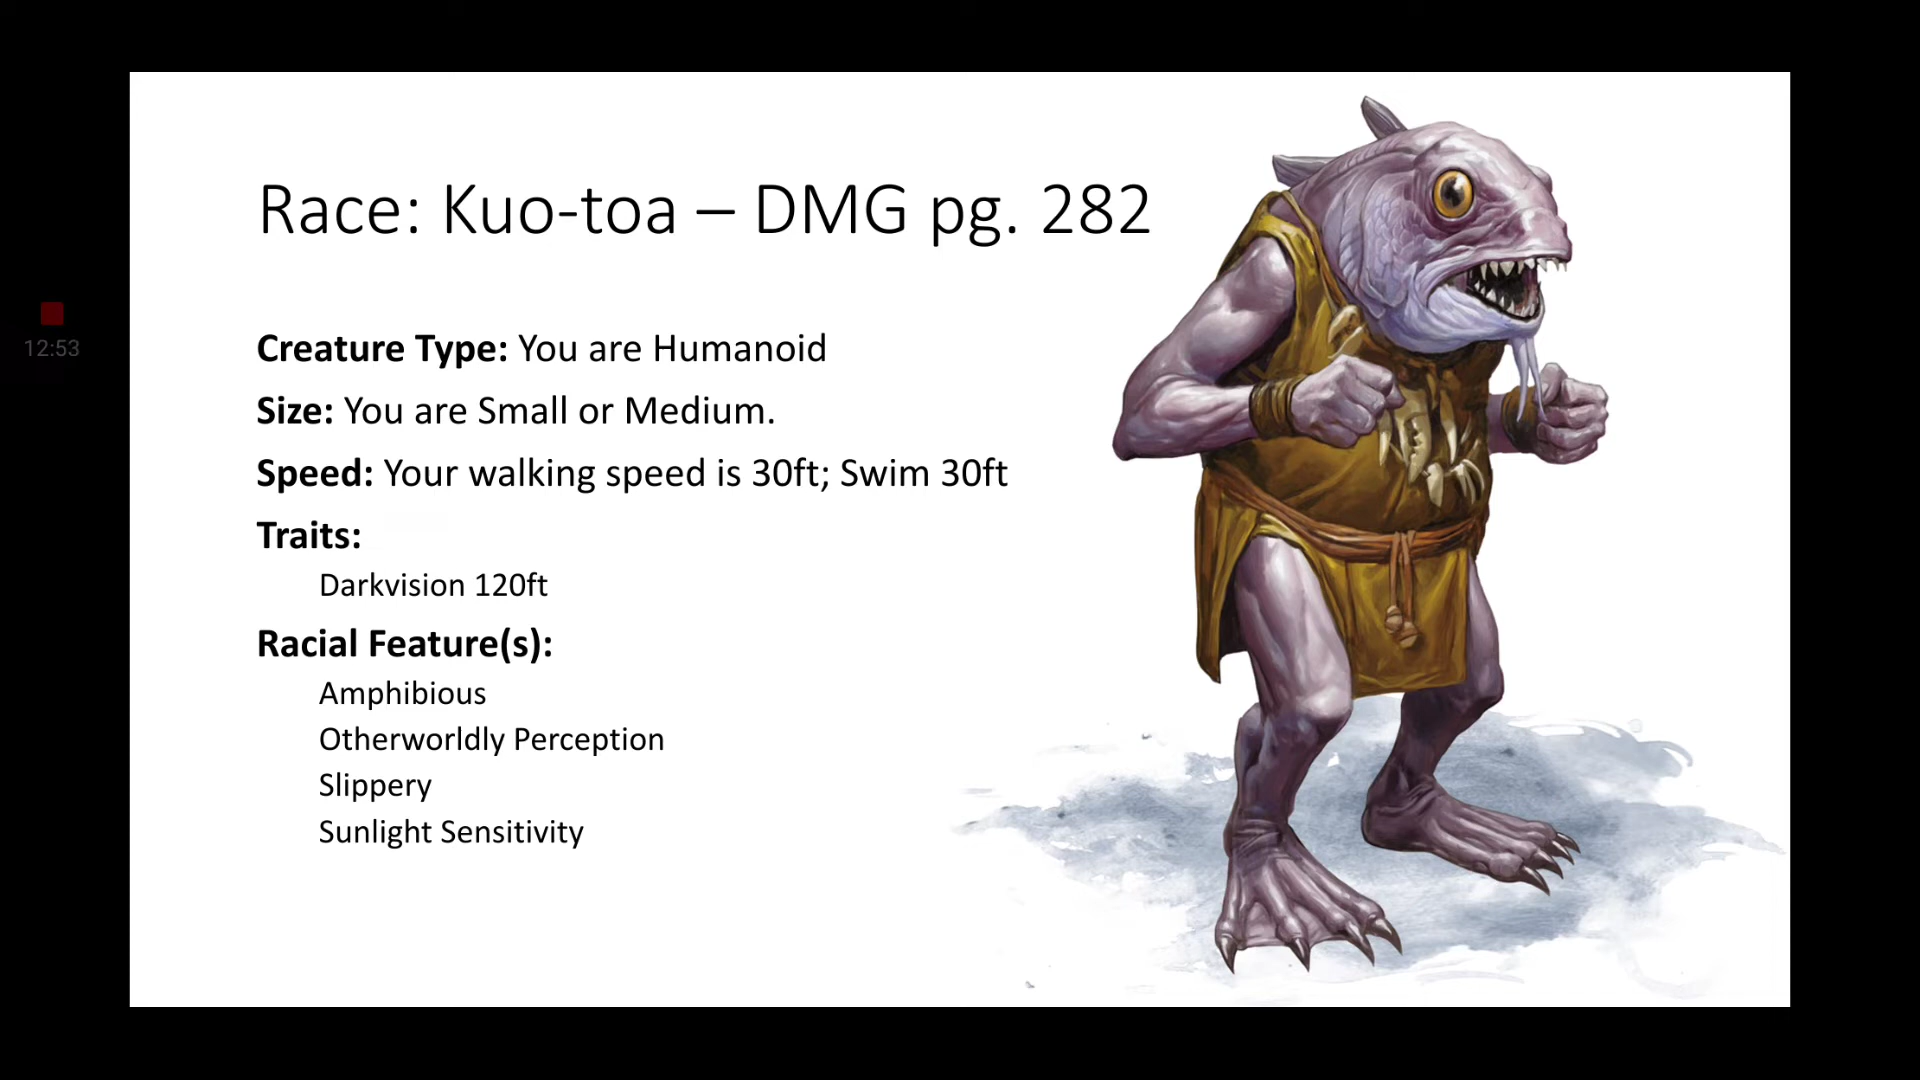 Race: Kuo-toa – DMG pg. 282
12:53
Creature Type: You are Humanoid
Size: You are Small or Medium.
Speed: Your walking speed is 30ft; Swim 30ft
Traits:
Darkvision 120ft
Racial Feature(s):
Amphibious
Otherworldly Perception
Slippery
Sunlight Sensitivity